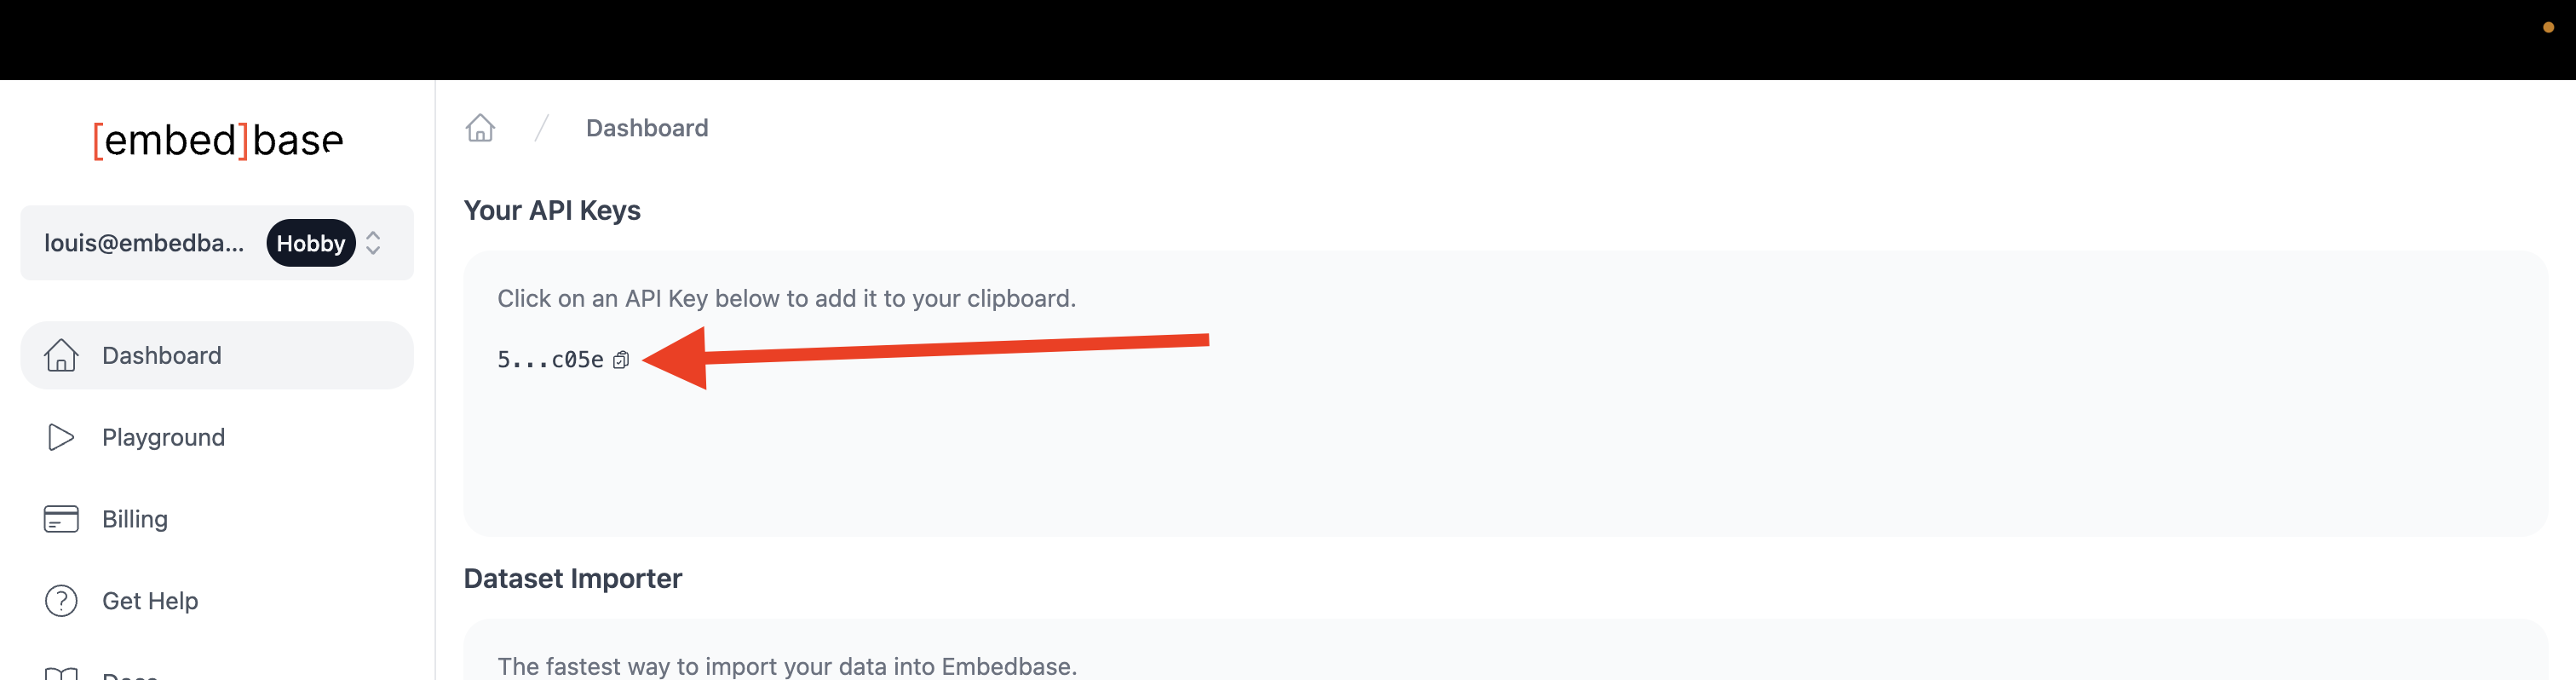 [embed]base
louis@embedba... Hobby
Dashboard
Playground
Billing
Get Help
Dashboard
Your API Keys
Click on an API Key below to add it to your clipboard.
5...c05e
Dataset Importer
The fastest way to import your data into Embedbase.